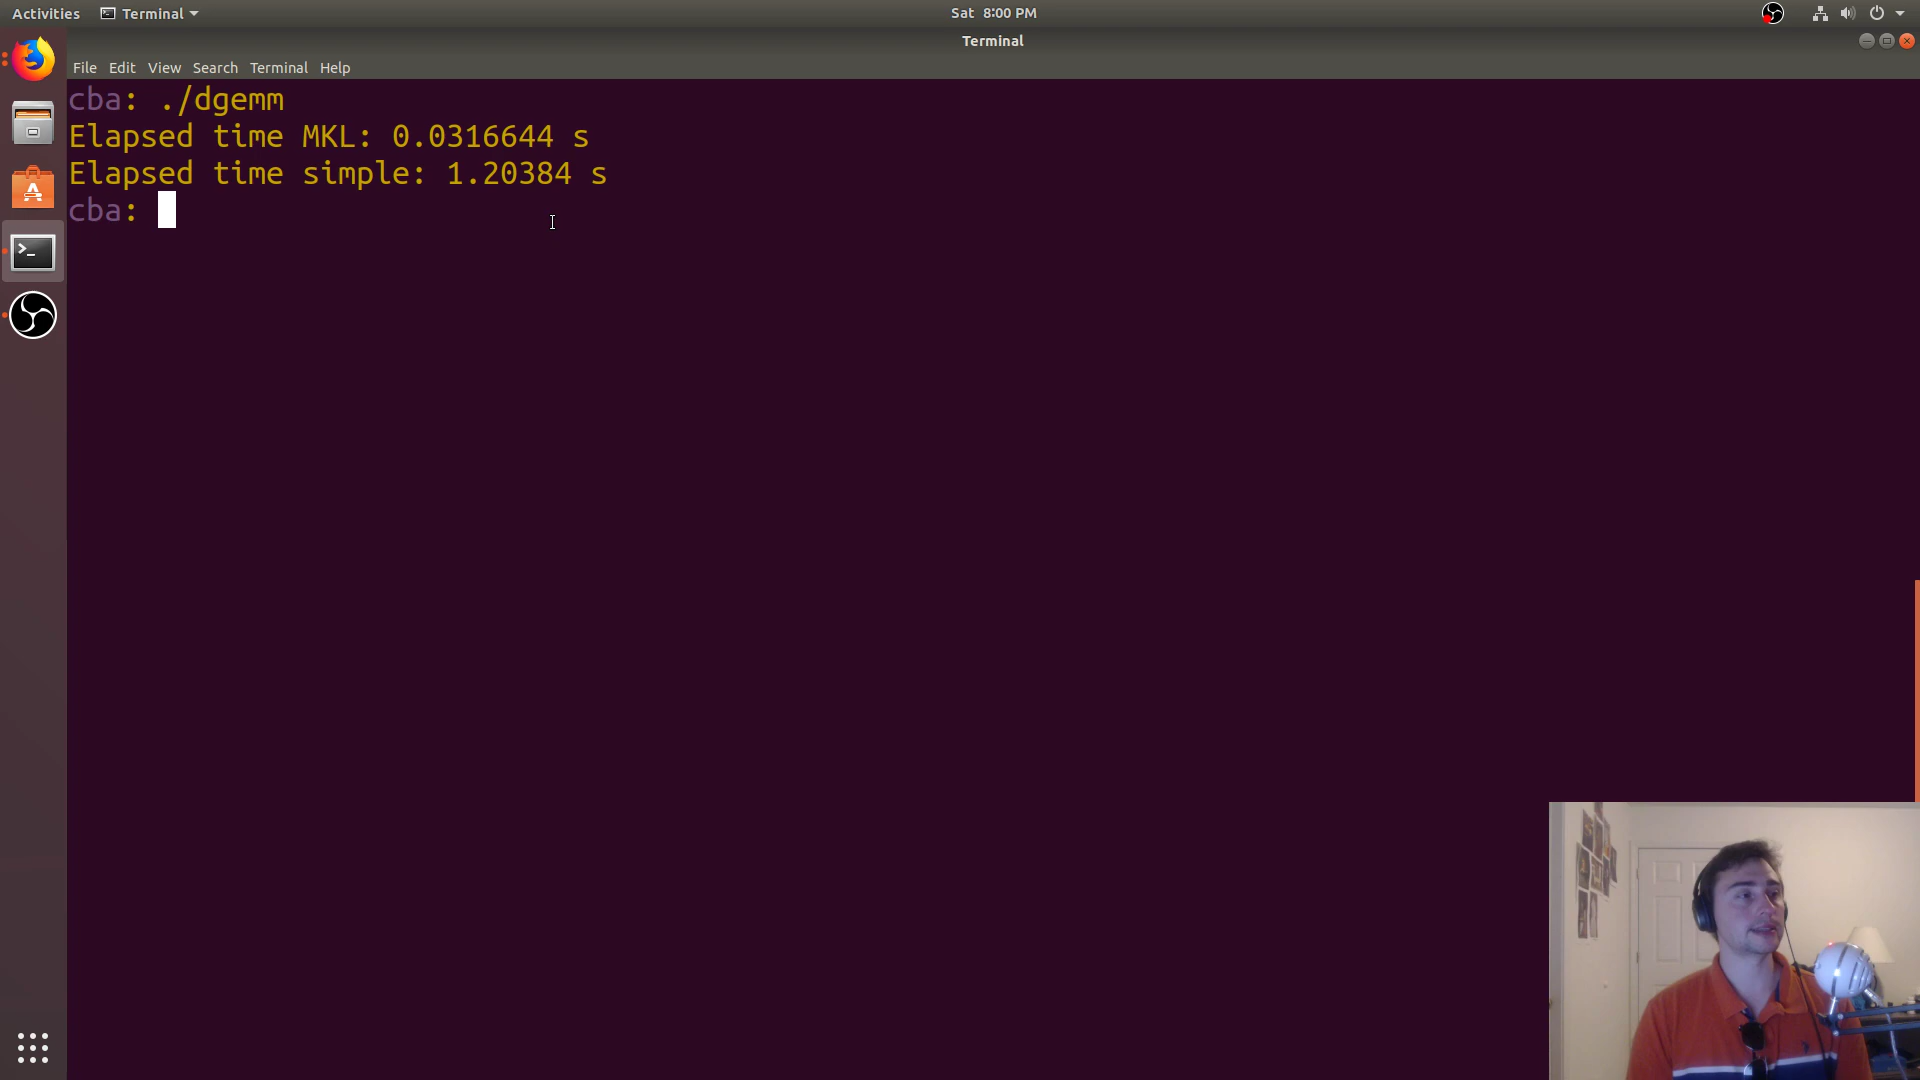 Activities Terminal Sat 8:00 PM
Terminal
File Edit View Search Terminal Help
cba: ./dgemm
Elapsed time MKL: 0.0316644 s
Elapsed time simple: 1.20384 s
cba: